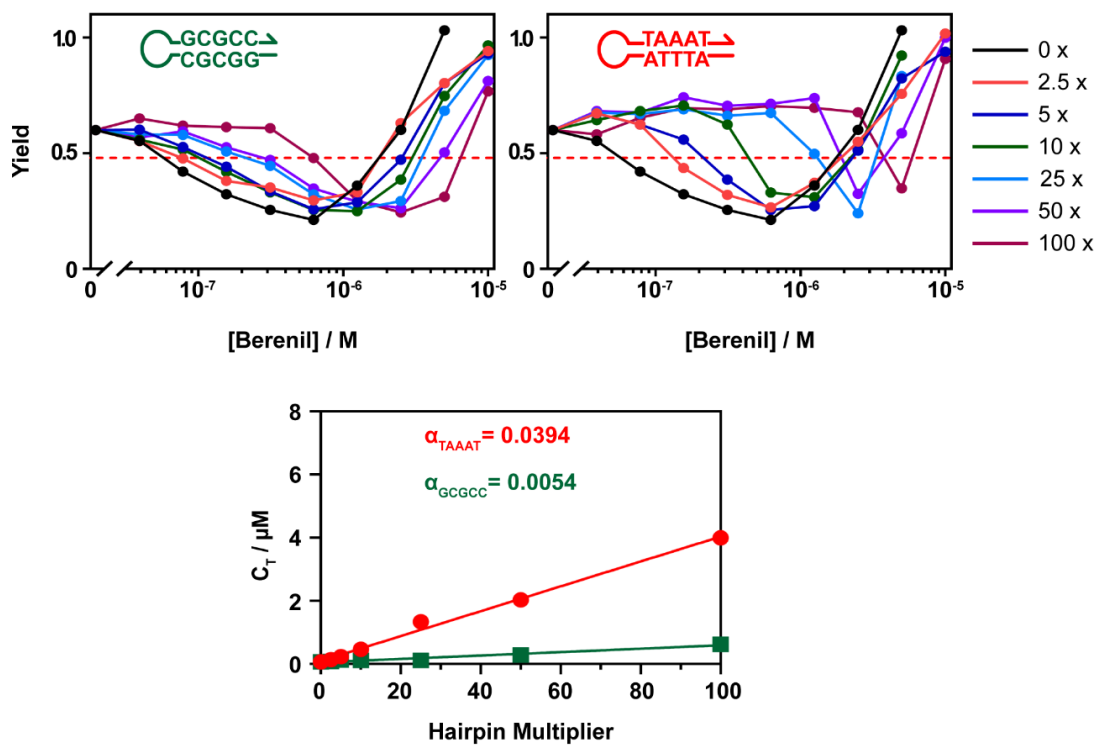 GCGCC
CGCGG
TAAAT
ATTTA
1.0
0.5
0
Yield
0 10⁻⁷ 10⁻⁶ 10⁻⁵
[Berenil] / M
1.0
0.5
0
0 10⁻⁷ 10⁻⁶ 10⁻⁵
[Berenil] / M
0 x
2.5 x
5 x
10 x
25 x
50 x
100 x
8
6
4
2
0
C_T / µM
α_TAAAT= 0.0394
α_GCGCC= 0.0054
0 20 40 60 80 100
Hairpin Multiplier